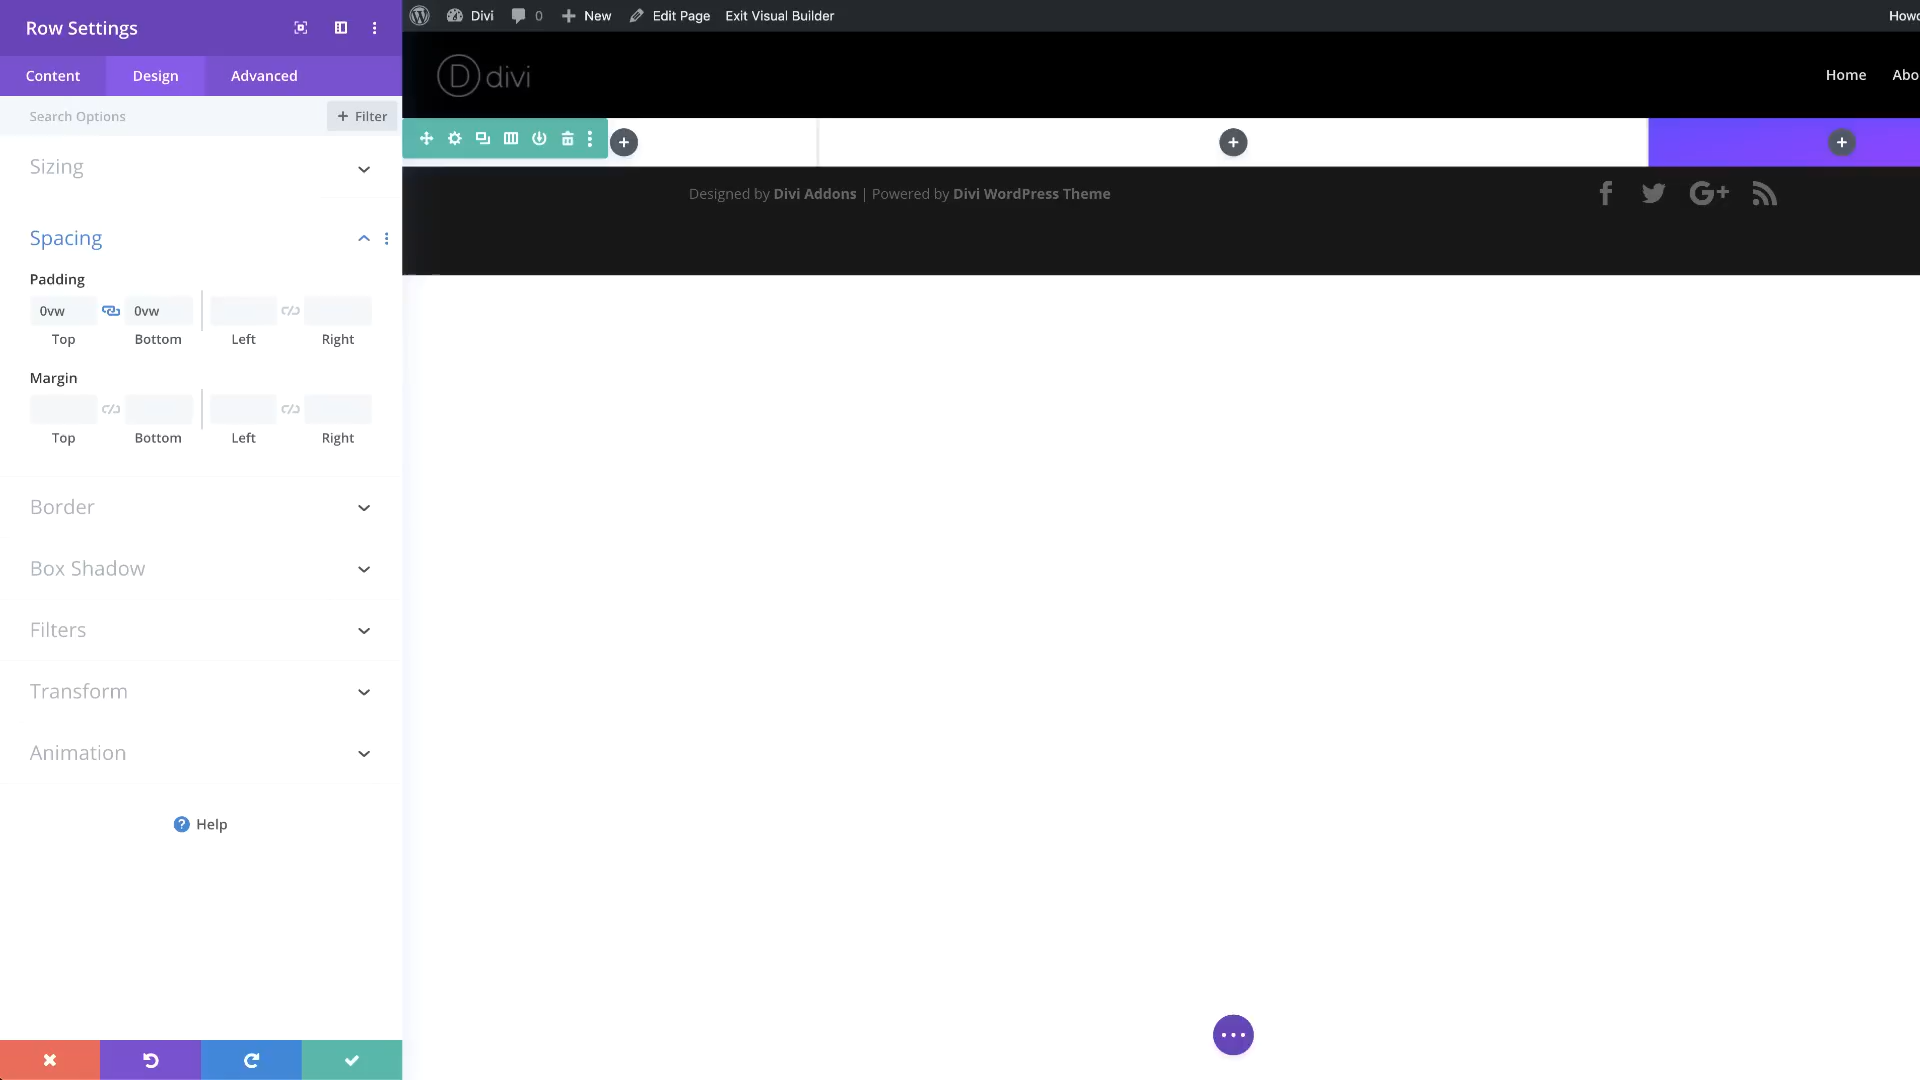 Row Settings
Content Design Advanced
Search Options
+ Filter
Sizing
Spacing
Padding
0vw 0vw
Top Bottom Left Right
Margin
Top Bottom Left Right
Border
Box Shadow
Filters
Transform
Animation
? Help
Divi 0 New Edit Page Exit Visual Builder
Howd
D divi
Home Abo
Designed by Divi Addons | Powered by Divi WordPress Theme